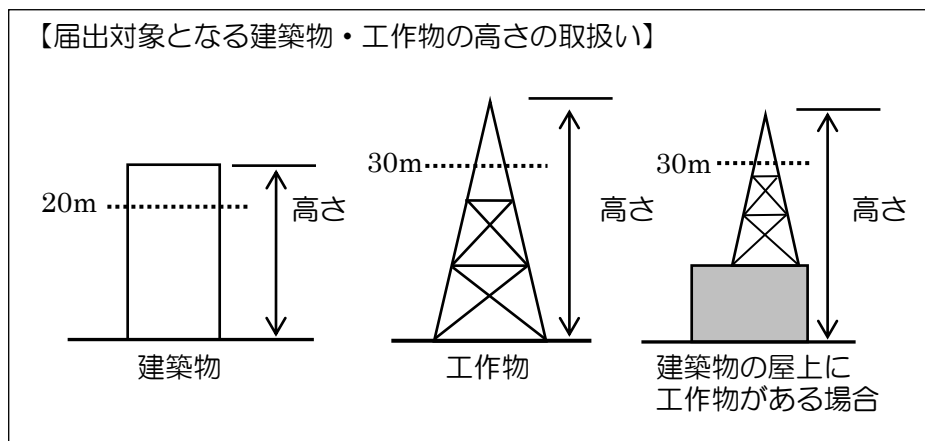 【届出対象となる建築物・工作物の高さの取扱い】
20m
高さ
建築物
30m
高さ
工作物
30m
高さ
建築物の屋上に
工作物がある場合